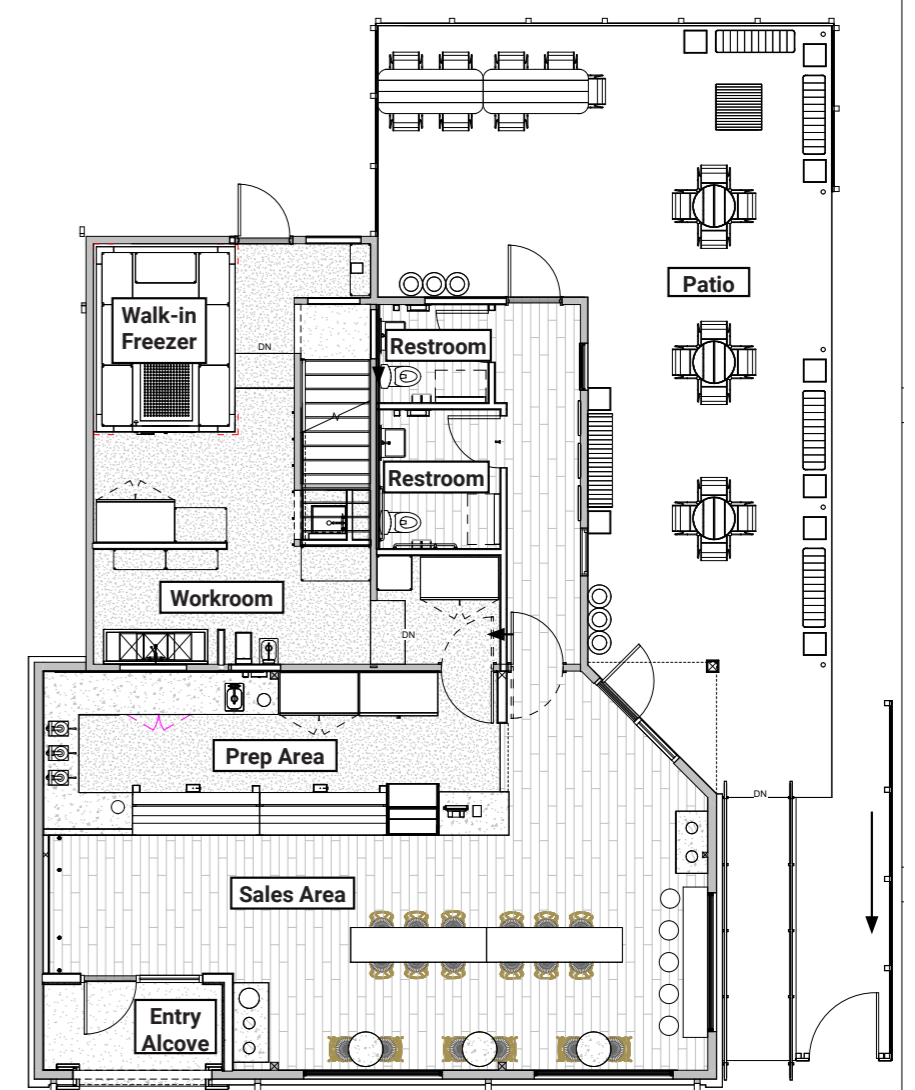 Patio
Walk-in
Freezer
DN
Restroom
Restroom
Workroom
DN
Prep Area
DN
Sales Area
Entry
Alcove